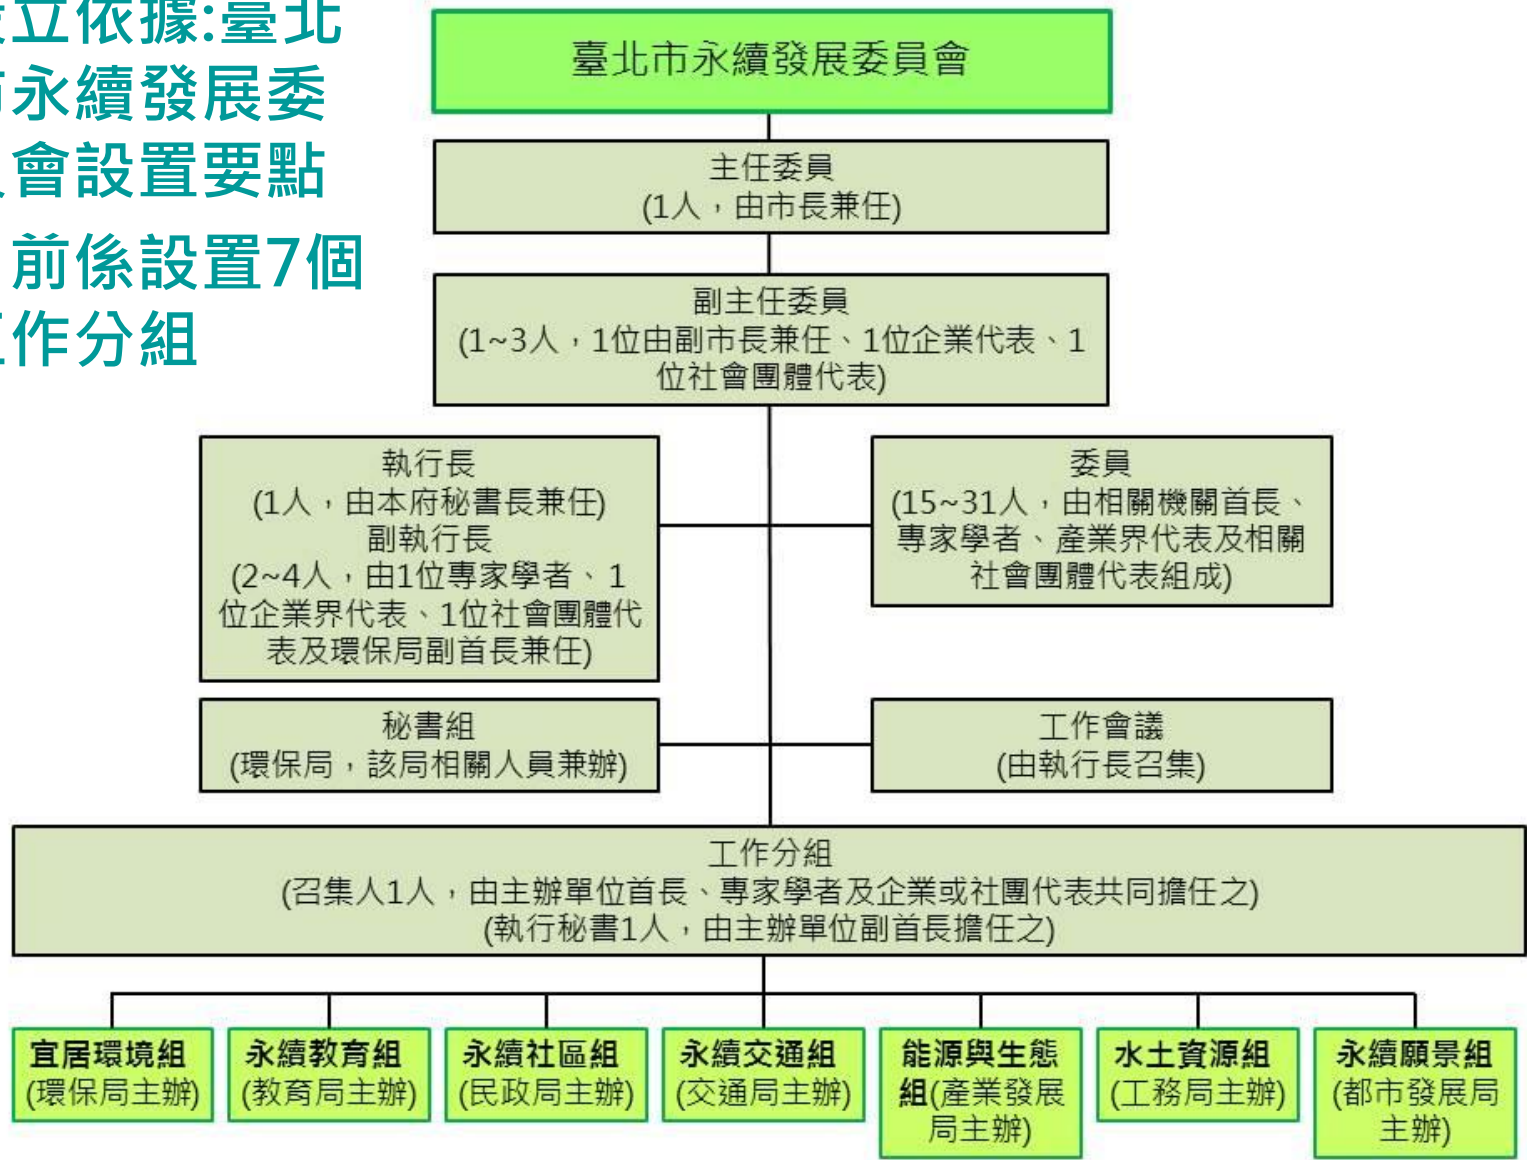 立依據:臺北
永續發展委
會設置要點
前係設置7個
作分組
臺北市永續發展委員會
主任委員
(1人，由市長兼任)
副主任委員
(1~3人，1位由副市長兼任、1位企業代表、1
位社會團體代表)
執行長
(1人，由本府秘書長兼任)
副執行長
(2~4人，由1位專家學者、1
位企業界代表、1位社會團體代
表及環保局副首長兼任)
委員
(15~31人，由相關機關首長、
專家學者、產業界代表及相關
社會團體代表組成)
秘書組
(環保局，該局相關人員兼辦)
工作會議
(由執行長召集)
工作分組
(召集人1人，由主辦單位首長、專家學者及企業或社團代表共同擔任之)
(執行秘書1人，由主辦單位副首長擔任之)
宜居環境組
(環保局主辦)
永續教育組
(教育局主辦)
永續社區組
(民政局主辦)
永續交通組
(交通局主辦)
能源與生態
組(產業發展
局主辦)
水土資源組
(工務局主辦)
永續願景組
(都市發展局
主辦)